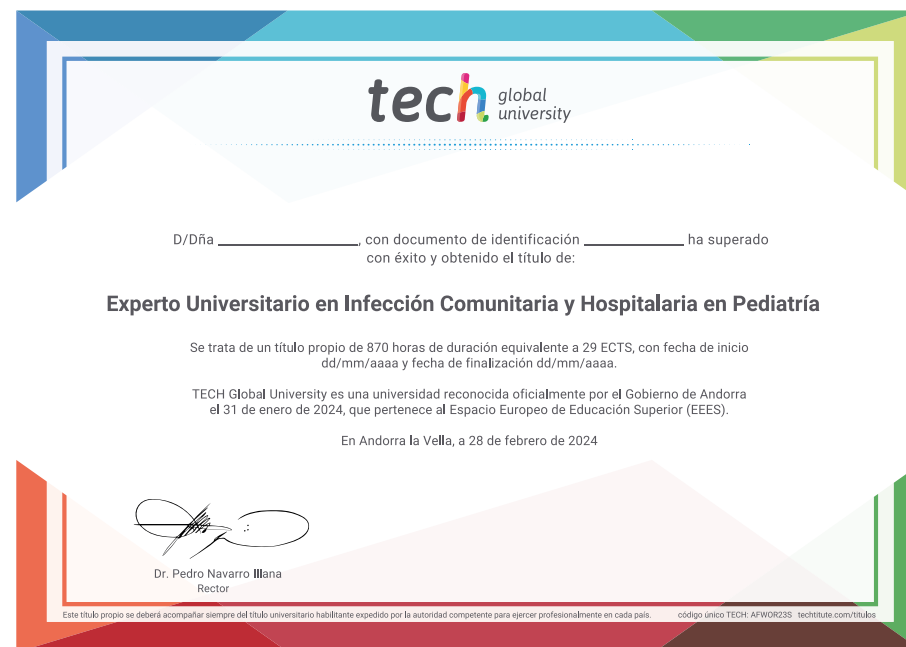 tech global university
D/Dña ________________, con documento de identificación ____________ ha superado
con éxito y obtenido el título de:
Experto Universitario en Infección Comunitaria y Hospitalaria en Pediatría
Se trata de un título propio de 870 horas de duración equivalente a 29 ECTS, con fecha de inicio
dd/mm/aaaa y fecha de finalización dd/mm/aaaa.
TECH Global University es una universidad reconocida oficialmente por el Gobierno de Andorra
el 31 de enero de 2024, que pertenece al Espacio Europeo de Educación Superior (EEES).
En Andorra la Vella, a 28 de febrero de 2024
Dr. Pedro Navarro Illana
Rector
Este título propio se deberá acompañar siempre del título universitario habilitante expedido por la autoridad competente para ejercer profesionalmente en cada país. código único TECH: AFWOR23S techtitute.com/titulos